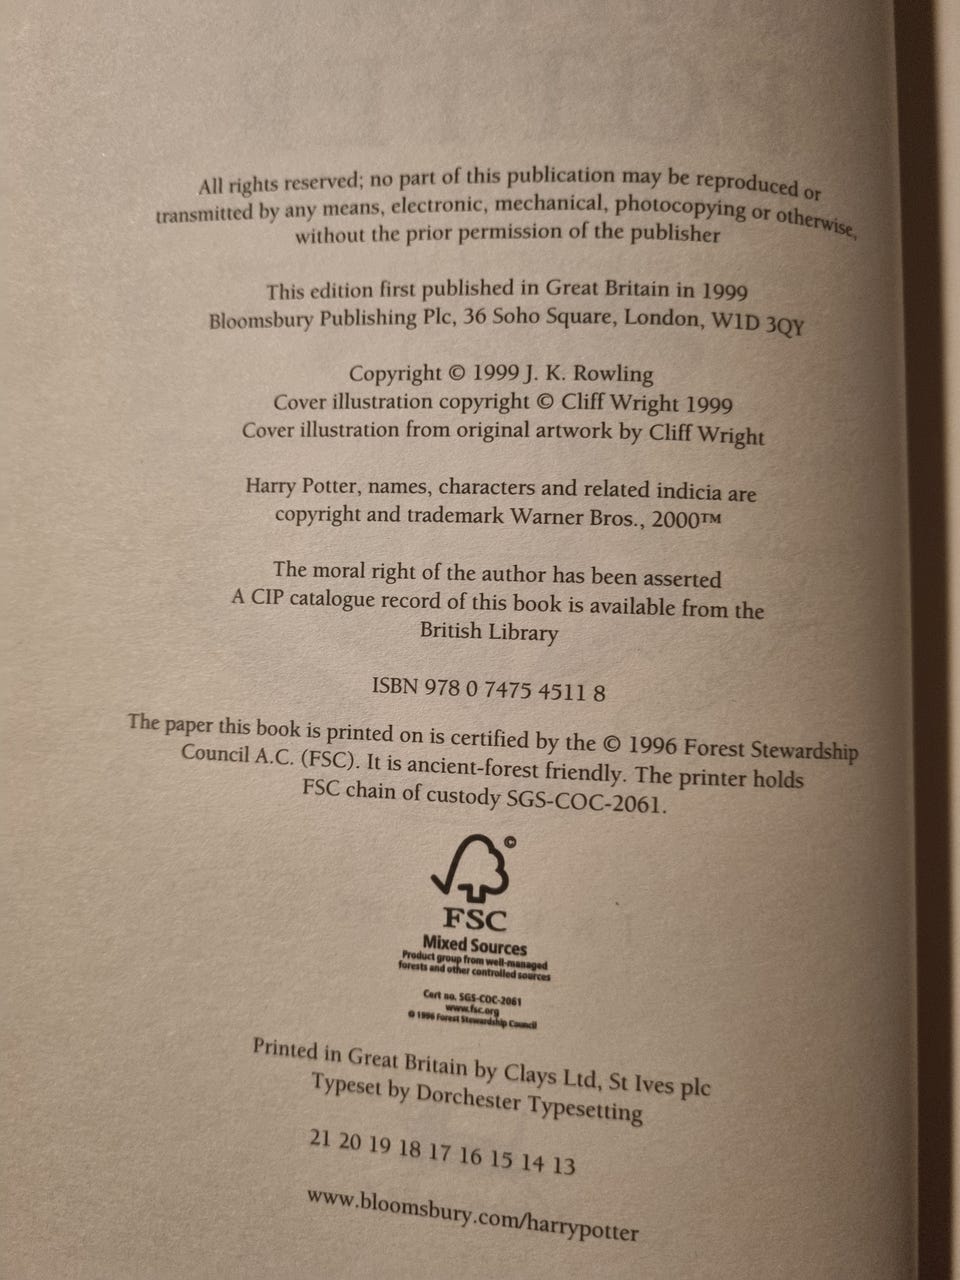 All rights reserved; no part of this publication may be reproduced or
transmitted by any means, electronic, mechanical, photocopying or otherwise,
without the prior permission of the publisher
This edition first published in Great Britain in 1999
Bloomsbury Publishing Plc, 36 Soho Square, London, W1D 3QY
Copyright © 1999 J. K. Rowling
Cover illustration copyright © Cliff Wright 1999
Cover illustration from original artwork by Cliff Wright
Harry Potter, names, characters and related indicia are
copyright and trademark Warner Bros., 2000™
The moral right of the author has been asserted
A CIP catalogue record of this book is available from the
British Library
ISBN 978 0 7475 4511 8
The paper this book is printed on is certified by the © 1996 Forest Stewardship
Council A.C. (FSC). It is ancient-forest friendly. The printer holds
FSC chain of custody SGS-COC-2061.
©
FSC
Mixed Sources
Product group from well-managed
forests and other controlled sources
Cert no. SGS-COC-2061
www.fsc.org
© 1996 Forest Stewardship Council
Printed in Great Britain by Clays Ltd, St Ives plc
Typeset by Dorchester Typesetting
21 20 19 18 17 16 15 14 13
www.bloomsbury.com/harrypotter